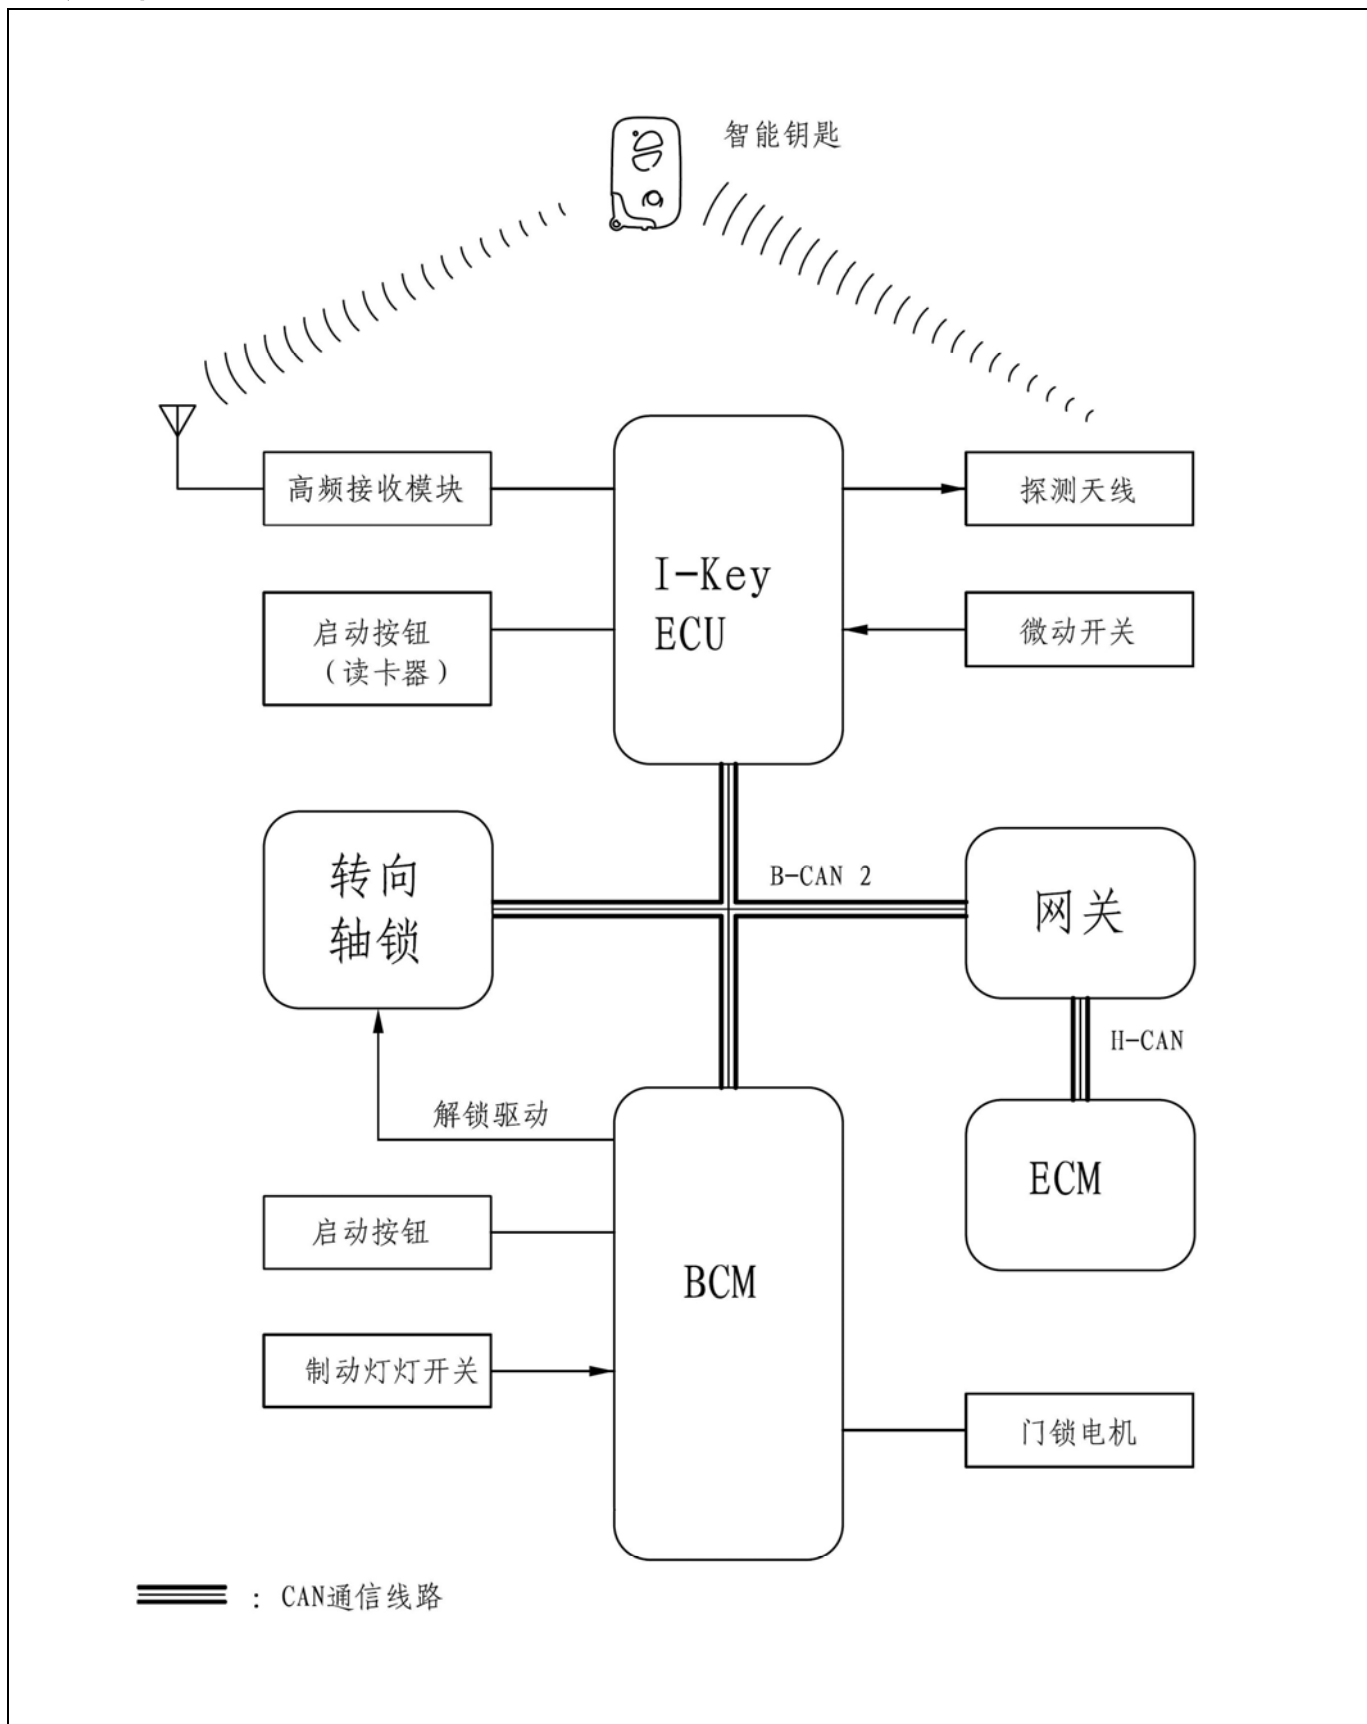 智能钥匙
高频接收模块
探测天线
I-Key
ECU
启动按钮
（读卡器）
微动开关
转向
轴锁
B-CAN 2
网关
H-CAN
解锁驱动
ECM
启动按钮
BCM
制动灯灯开关
门锁电机
：CAN通信线路